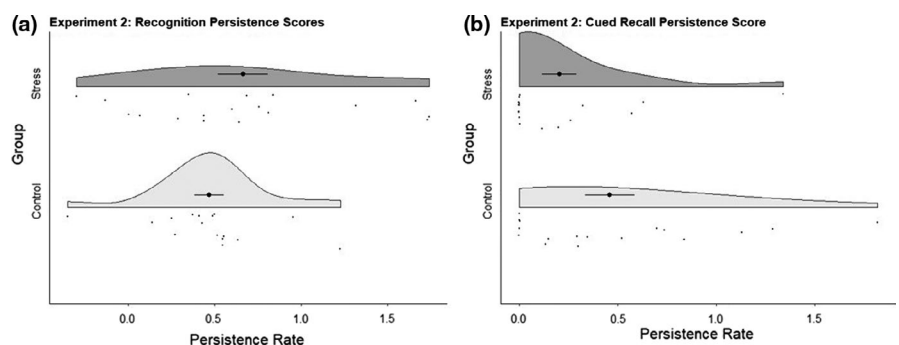 (a) Experiment 2: Recognition Persistence Scores
Group
Stress
Control
0.0 0.5 1.0 1.5
Persistence Rate
(b) Experiment 2: Cued Recall Persistence Score
Group
Stress
Control
0.0 0.5 1.0 1.5
Persistence Rate